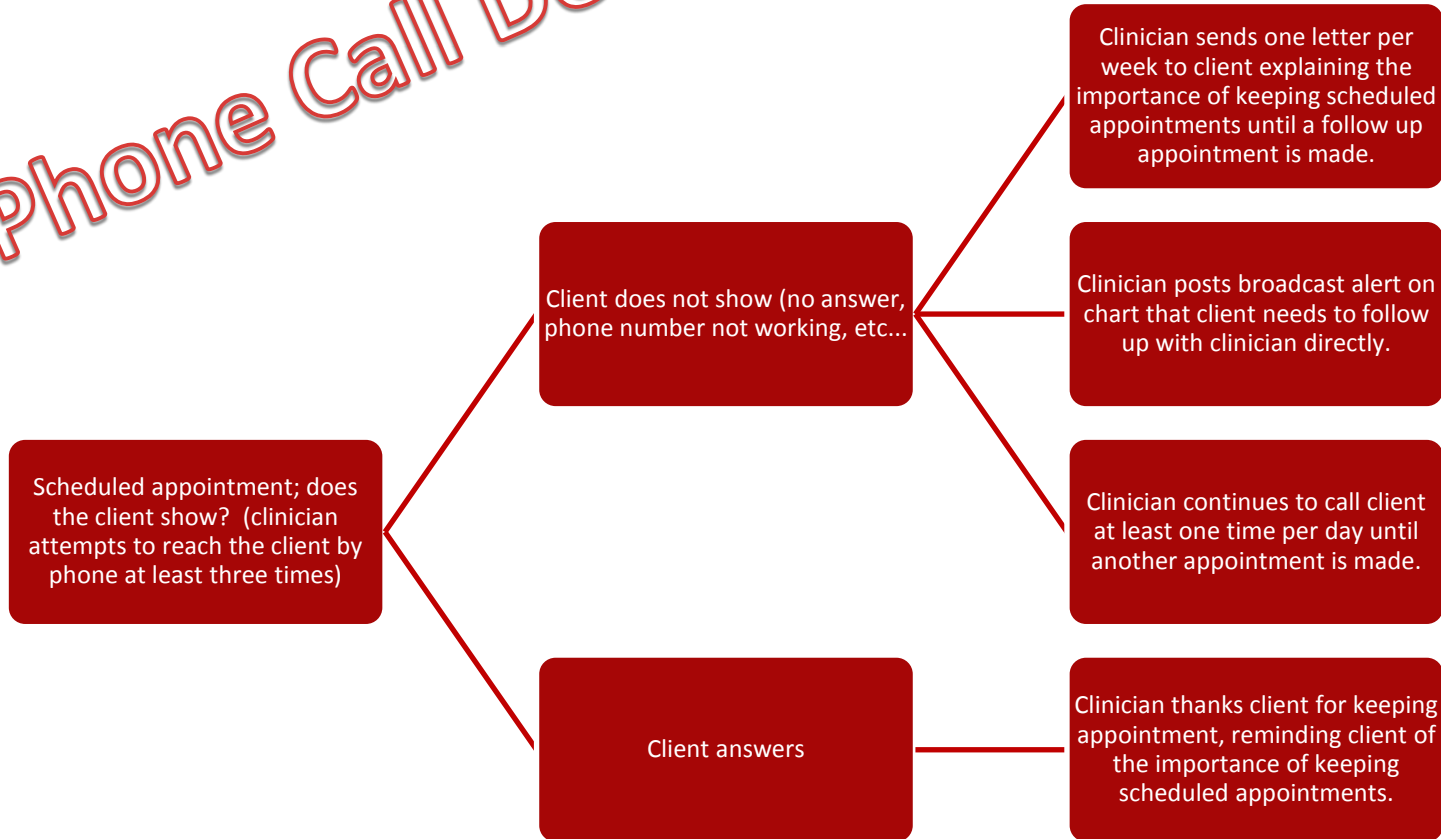 Phone Call
Clinician sends one letter per
week to client explaining the
importance of keeping scheduled
appointments until a follow up
appointment is made.
Client does not show (no answer,
phone number not working, etc...
Clinician posts broadcast alert on
chart that client needs to follow
up with clinician directly.
Scheduled appointment; does
the client show? (clinician
attempts to reach the client by
phone at least three times)
Clinician continues to call client
at least one time per day until
another appointment is made.
Client answers
Clinician thanks client for keeping
appointment, reminding client of
the importance of keeping
scheduled appointments.